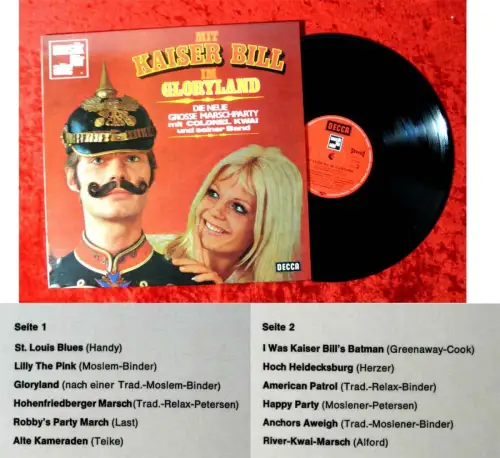 musik für alle
MIT
KAISER BILL
IM
GLORYLAND
DIE NEUE
GROSSE MARSCHPARTY
mit COLONEL KWAI
und seiner Band
DECCA
DECCA
Seite 1
St. Louis Blues (Handy)
Lilly The Pink (Moslem-Binder)
Gloryland (nach einer Trad.-Moslem-Binder)
Hohenfriedberger Marsch(Trad.-Relax-Petersen)
Robby's Party March (Last)
Alte Kameraden (Teike)
Seite 2
I Was Kaiser Bill's Batman (Greenaway-Cook)
Hoch Heidecksburg (Herzer)
American Patrol (Trad.-Relax-Binder)
Happy Party (Moslener-Petersen)
Anchors Aweigh (Trad.-Moslener-Binder)
River-Kwai-Marsch (Alford)